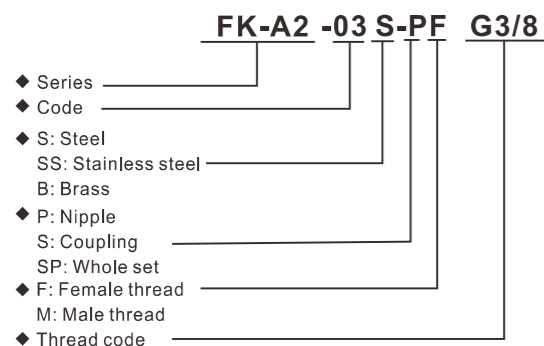 FK-A2 -03 S-PF G3/8
◆ Series
◆ Code
◆ S: Steel
SS: Stainless steel
B: Brass
◆ P: Nipple
S: Coupling
SP: Whole set
◆ F: Female thread
M: Male thread
◆ Thread code